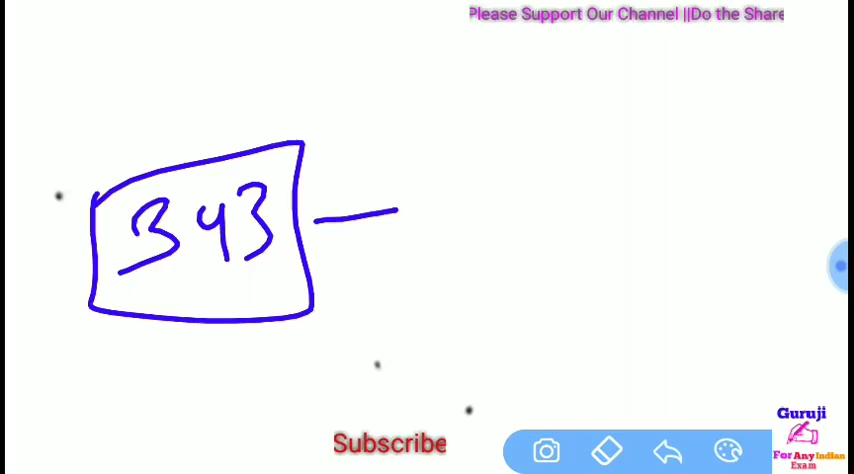 Please Support Our Channel ||Do the Share
343 —
Subscribe
Guruji
For Any Indian
Exam